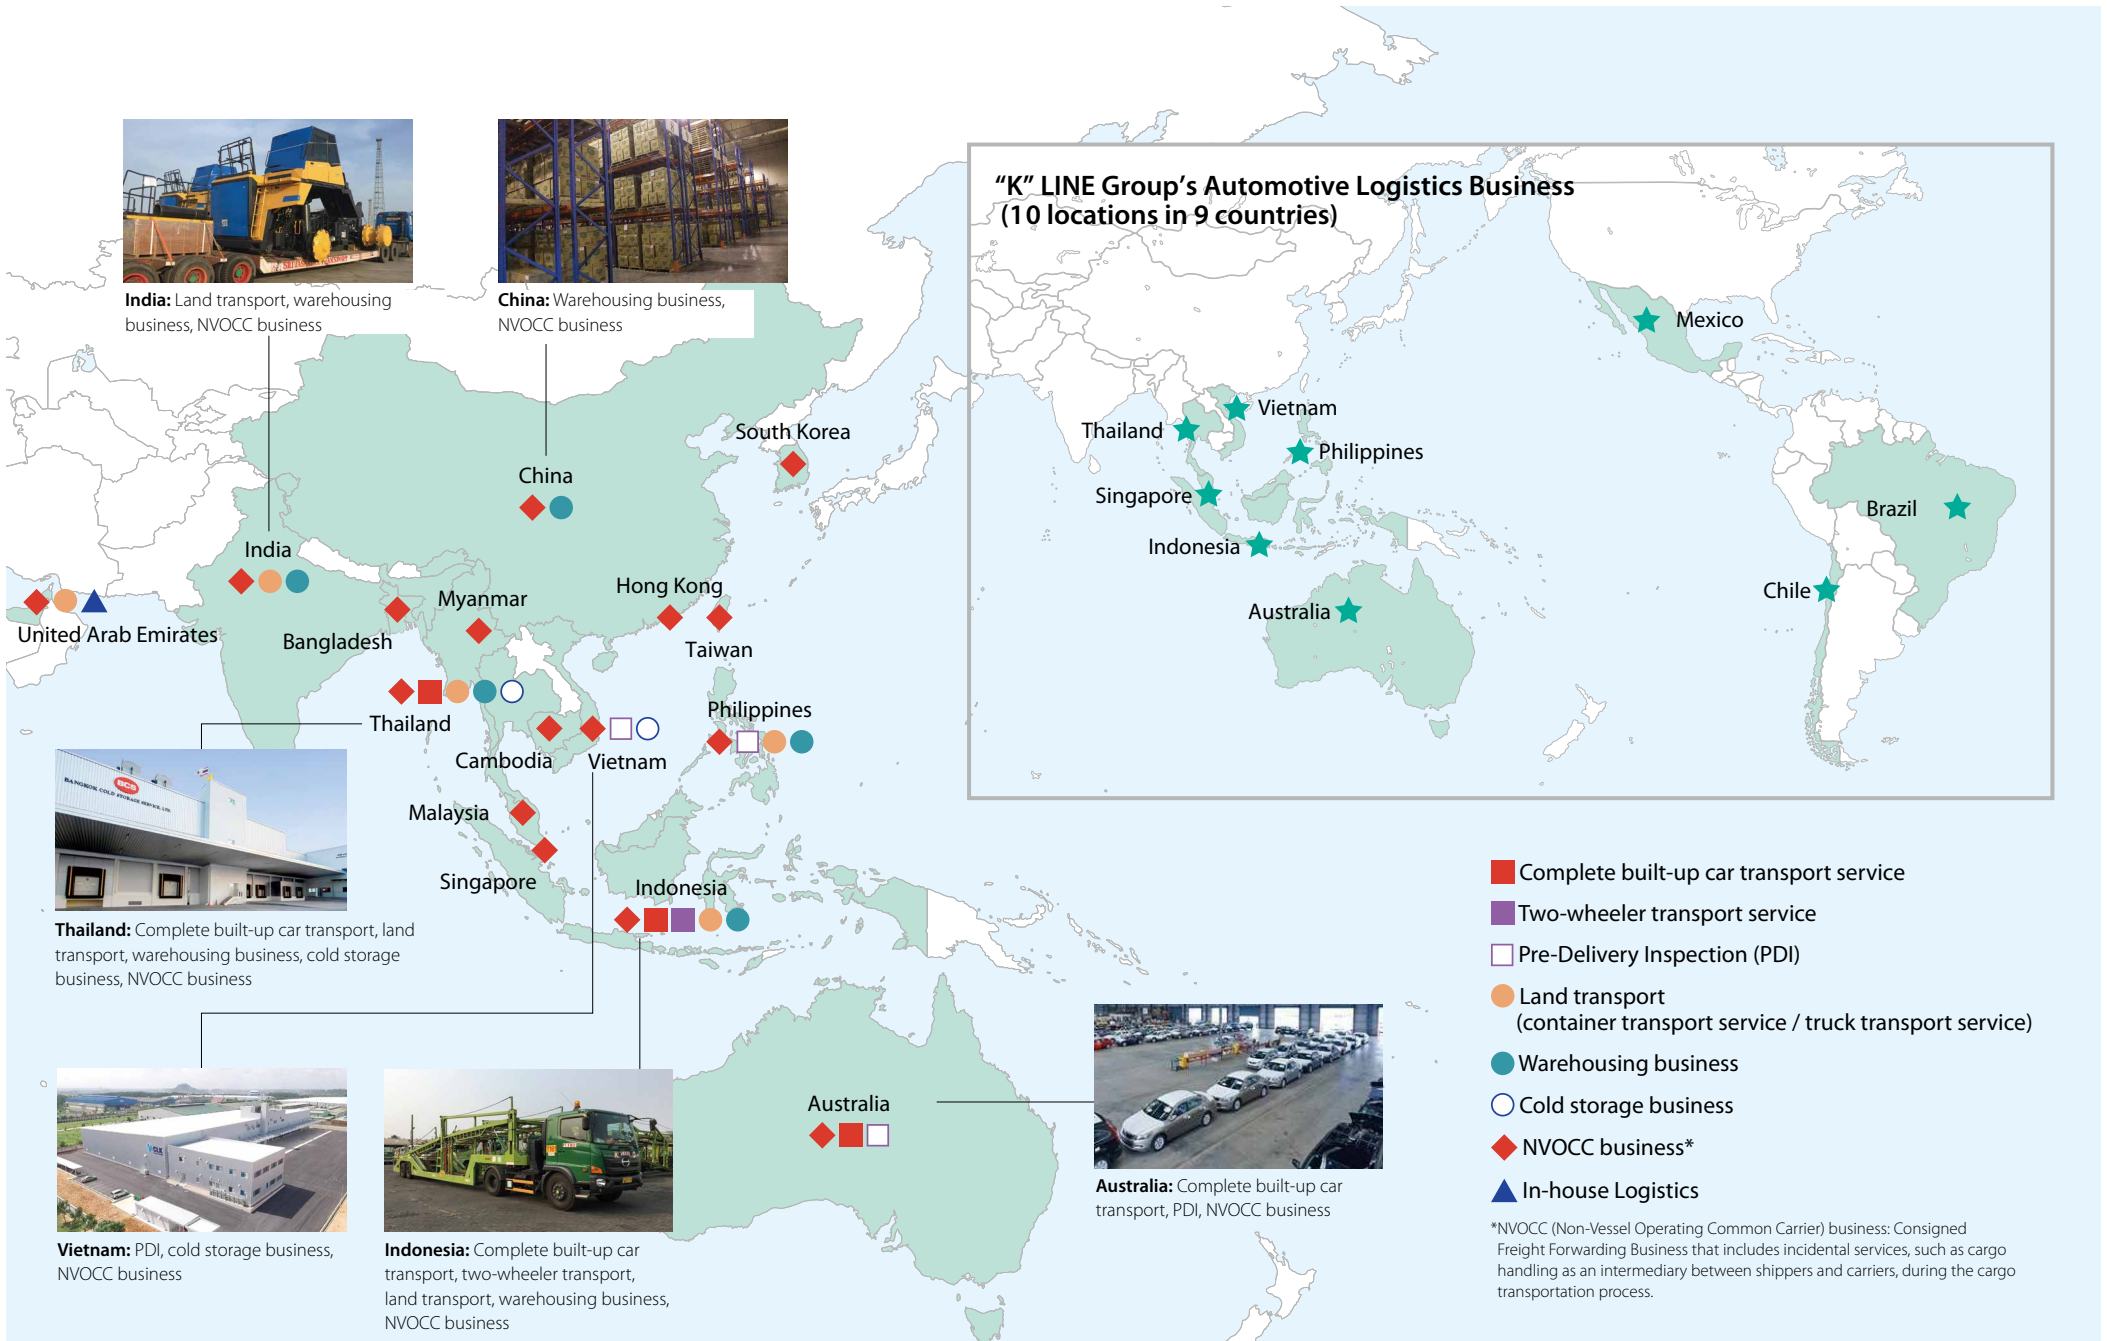 "K" LINE Group's Automotive Logistics Business
(10 locations in 9 countries)
Mexico
Vietnam
Thailand
Philippines
Singapore
Brazil
Indonesia
Chile
Australia
India: Land transport, warehousing
business, NVOCC business
China: Warehousing business,
NVOCC business
South Korea
China
India
Hong Kong
Myanmar
United Arab Emirates
Bangladesh
Taiwan
Thailand
Philippines
Cambodia
Vietnam
Malaysia
Singapore
Indonesia
Australia
BCS
BANGKOK COLD STORAGE SERVICE, LTD.
Thailand: Complete built-up car transport, land
transport, warehousing business, cold storage
business, NVOCC business
CLK
Vietnam: PDI, cold storage business,
NVOCC business
Indonesia: Complete built-up car
transport, two-wheeler transport,
land transport, warehousing business,
NVOCC business
Australia: Complete built-up car
transport, PDI, NVOCC business
Complete built-up car transport service
Two-wheeler transport service
Pre-Delivery Inspection (PDI)
Land transport
(container transport service / truck transport service)
Warehousing business
Cold storage business
NVOCC business*
In-house Logistics
*NVOCC (Non-Vessel Operating Common Carrier) business: Consigned
Freight Forwarding Business that includes incidental services, such as cargo
handling as an intermediary between shippers and carriers, during the cargo
transportation process.